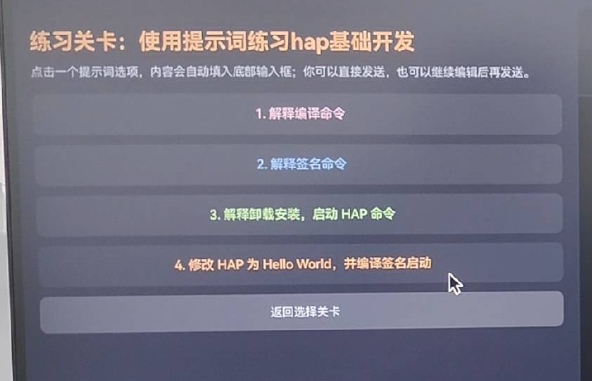 练习关卡：使用提示词练习hap基础开发
点击一个提示词选项，内容会自动填入底部输入框；你可以直接发送，也可以继续编辑后再发送。
1. 解释编译命令
2. 解释签名命令
3. 解释卸载安装，启动 HAP 命令
4. 修改 HAP 为 Hello World，并编译签名启动
返回选择关卡